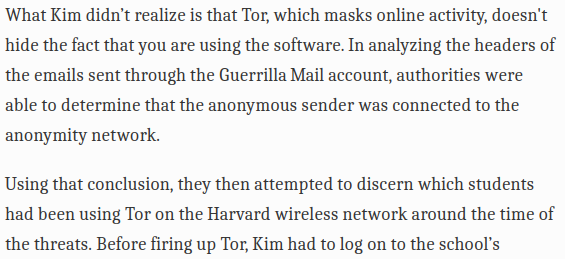 What Kim didn’t realize is that Tor, which masks online activity, doesn't
hide the fact that you are using the software. In analyzing the headers of
the emails sent through the Guerrilla Mail account, authorities were
able to determine that the anonymous sender was connected to the
anonymity network.
Using that conclusion, they then attempted to discern which students
had been using Tor on the Harvard wireless network around the time of
the threats. Before firing up Tor, Kim had to log on to the school’s